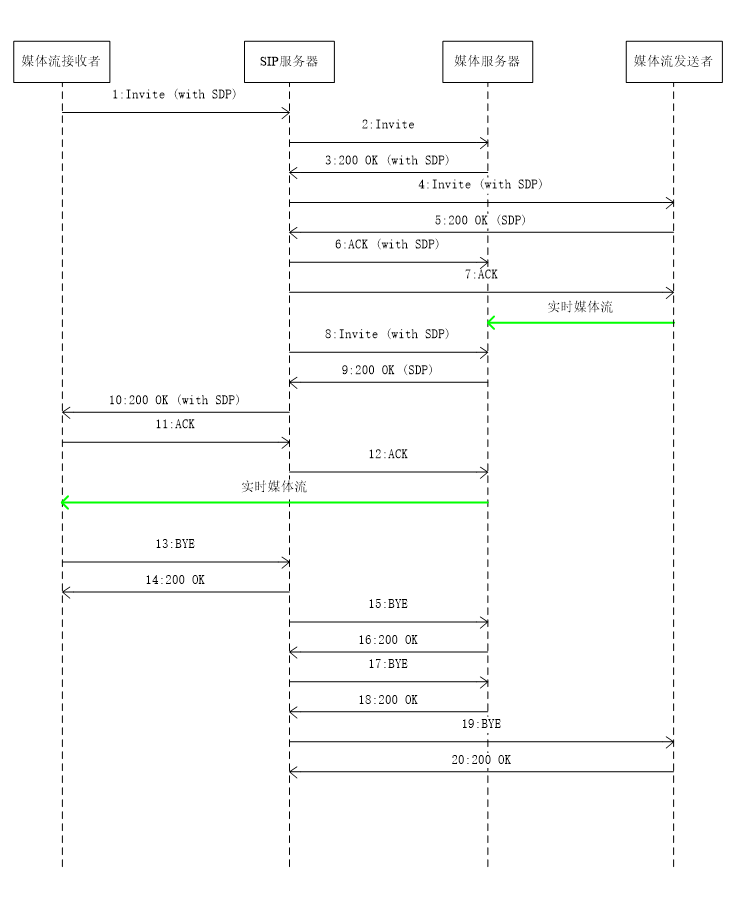 媒体流接收者
SIP服务器
媒体服务器
媒体流发送者
1:Invite (with SDP)
2:Invite
3:200 OK (with SDP)
4:Invite (with SDP)
5:200 OK (SDP)
6:ACK (with SDP)
7:ACK
实时媒体流
8:Invite (with SDP)
9:200 OK (SDP)
10:200 OK (with SDP)
11:ACK
12:ACK
实时媒体流
13:BYE
14:200 OK
15:BYE
16:200 OK
17:BYE
18:200 OK
19:BYE
20:200 OK